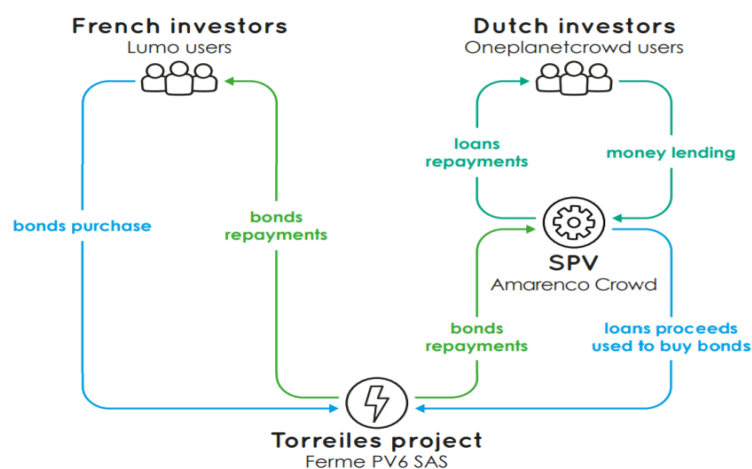 French investors
Lumo users
Dutch investors
Oneplanetcrowd users
loans
repayments
money lending
bonds purchase
bonds
repayments
SPV
Amarenco Crowd
bonds
repayments
loans proceeds
used to buy bonds
Torreiles project
Ferme PV6 SAS